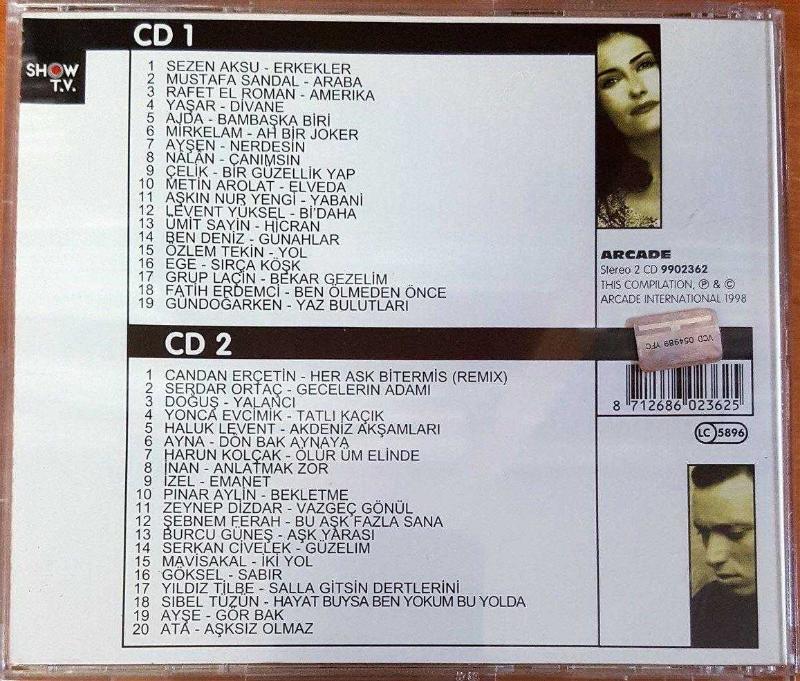 SHOW
T.V.
CD 1
1 SEZEN AKSU - ERKEKLER
2 MUSTAFA SANDAL - ARABA
3 RAFET EL ROMAN - AMERIKA
4 YAŞAR - DİVANE
5 AJDA - BAMBAŞKA BİRİ
6 MİRKELAM - AH BİR JOKER
7 AYŞEN - NERDESİN
8 NALAN - CANIMSIN
9 ÇELİK - BİR GÜZELLİK YAP
10 METİN AROLAT - ELVEDA
11 AŞKIN NUR YENGİ - YABANİ
12 LEVENT YÜKSEL - Bİ'DAHA
13 ÜMİT SAYIN - HİCRAN
14 BEN DENİZ - GÜNAHLAR
15 ÖZLEM TEKİN - YOL
16 EGE - SIRÇA KÖŞK
17 GRUP LAÇİN - BEKAR GEZELİM
18 FATİH ERDEMCİ - BEN ÖLMEDEN ÖNCE
19 GÜNDOĞARKEN - YAZ BULUTLARI
ARCADE
Stereo 2 CD 9902362
THIS COMPILATION, ℗ & ©
ARCADE INTERNATIONAL 1998
VCD 054989 YFC
CD 2
1 CANDAN ERÇETİN - HER ASK BİTERMİS (REMIX)
2 SERDAR ORTAÇ - GECELERİN ADAMI
3 DOĞUŞ - YALANCI
4 YONCA EVCİMİK - TATLI KAÇIK
5 HALUK LEVENT - AKDENİZ AKŞAMLARI
6 AYNA - DÖN BAK AYNAYA
7 HARUN KOLÇAK - ÖLÜR ÜM ELİNDE
8 İNAN - ANLATMAK ZOR
9 İZEL - EMANET
10 PINAR AYLİN - BEKLETME
11 ZEYNEP DİZDAR - VAZGEÇ GÖNÜL
12 ŞEBNEM FERAH - BU AŞK FAZLA SANA
13 BURCU GÜNEŞ - AŞK YARASI
14 SERKAN CİVELEK - GÜZELIM
15 MAVİSAKAL - İKİ YOL
16 GÖKSEL - SABIR
17 YILDIZ TİLBE - SALLA GİTSİN DERTLERİNİ
18 SİBEL TÜZÜN - HAYAT BUYSA BEN YOKUM BU YOLDA
19 AYŞE - GÖR BAK
20 ATA - AŞKSIZ OLMAZ
8 712686 023625
LC 5896